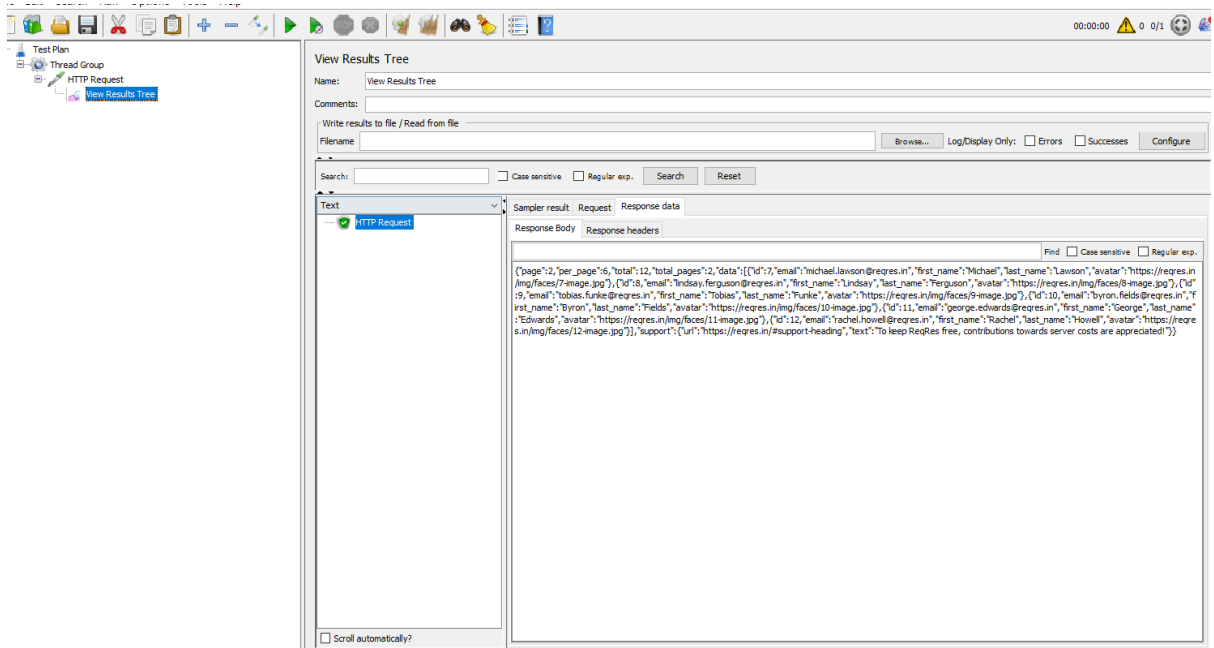 00:00:00 0 0/1
Test Plan
Thread Group
HTTP Request
View Results Tree
View Results Tree
Name: View Results Tree
Comments:
Write results to file / Read from file
Filename Browse... Log/Display Only: Errors Successes Configure
Search: Case sensitive Regular exp. Search Reset
Text
HTTP Request
Sampler result Request Response data
Response Body Response headers
Find Case sensitive Regular exp.
{"page":2,"per_page":6,"total":12,"total_pages":2,"data":[{"id":7,"email":"michael.lawson@reqres.in","first_name":"Michael","last_name":"Lawson","avatar":"https://reqres.in
/img/faces/7-image.jpg"},{"id":8,"email":"lindsay.ferguson@reqres.in","first_name":"Lindsay","last_name":"Ferguson","avatar":"https://reqres.in/img/faces/8-image.jpg"},{"id"
:9,"email":"tobias.funke@reqres.in","first_name":"Tobias","last_name":"Funke","avatar":"https://reqres.in/img/faces/9-image.jpg"},{"id":10,"email":"byron.fields@reqres.in","f
irst_name":"Byron","last_name":"Fields","avatar":"https://reqres.in/img/faces/10-image.jpg"},{"id":11,"email":"george.edwards@reqres.in","first_name":"George","last_name"
:"Edwards","avatar":"https://reqres.in/img/faces/11-image.jpg"},{"id":12,"email":"rachel.howell@reqres.in","first_name":"Rachel","last_name":"Howell","avatar":"https://reqre
s.in/img/faces/12-image.jpg"}],"support":{"url":"https://reqres.in/#support-heading","text":"To keep ReqRes free, contributions towards server costs are appreciated!"}}
Scroll automatically?